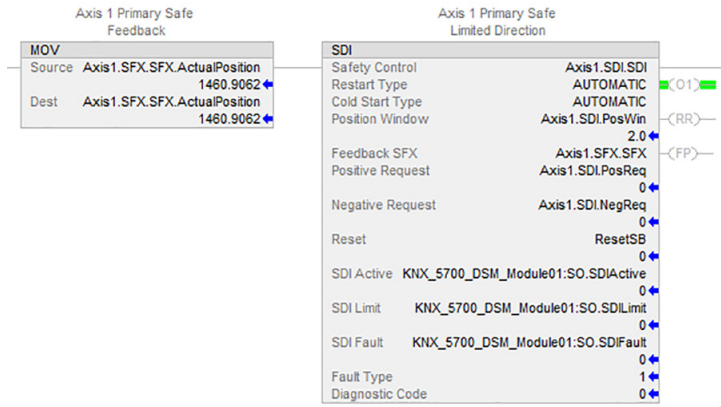 Axis 1 Primary Safe
Feedback
MOV
Source Axis1.SFX.SFX.ActualPosition
1460.9062
Dest Axis1.SFX.SFX.ActualPosition
1460.9062
Axis 1 Primary Safe
Limited Direction
SDI
Safety Control Axis1.SDI.SDI
Restart Type AUTOMATIC (O1)
Cold Start Type AUTOMATIC
Position Window Axis1.SDI.PosWin (RR)
2.0
Feedback SFX Axis1.SFX.SFX (FP)
Positive Request Axis1.SDI.PosReq
0
Negative Request Axis1.SDI.NegReq
0
Reset ResetSB
0
SDI Active KNX_5700_DSM_Module01:SO.SDIActive
0
SDI Limit KNX_5700_DSM_Module01:SO.SDILimit
0
SDI Fault KNX_5700_DSM_Module01:SO.SDIFault
0
Fault Type 1
Diagnostic Code 0